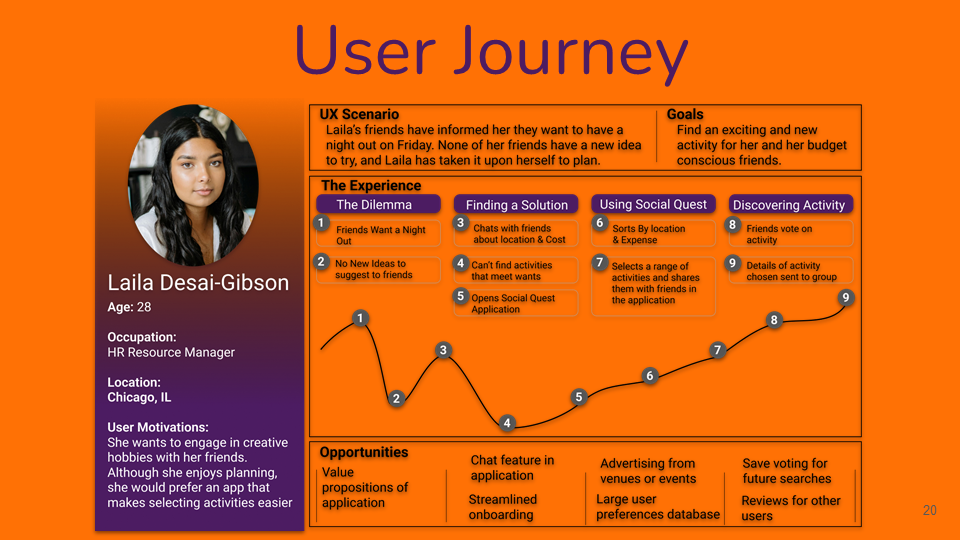 User Journey
Laila Desai-Gibson
Age: 28
Occupation:
HR Resource Manager
Location:
Chicago, IL
User Motivations:
She wants to engage in creative
hobbies with her friends.
Although she enjoys planning,
she would prefer an app that
makes selecting activities easier
UX Scenario
Laila's friends have informed her they want to have a
night out on Friday. None of her friends have a new idea
to try, and Laila has taken it upon herself to plan.
Goals
Find an exciting and new
activity for her and her budget
conscious friends.
The Experience
The Dilemma
1
Friends Want a Night
Out
2
No New Ideas to
suggest to friends
Finding a Solution
3
Chats with friends
about location & Cost
4
Can't find activities
that meet wants
5
Opens Social Quest
Application
Using Social Quest
6
Sorts By location
& Expense
7
Selects a range of
activities and shares
them with friends in
the application
Discovering Activity
8
Friends vote on
activity
9
Details of activity
chosen sent to group
1
2
3
4
5
6
7
8
9
Opportunities
Value
propositions of
application
Chat feature in
application
Streamlined
onboarding
Advertising from
venues or events
Large user
preferences database
Save voting for
future searches
Reviews for other
users
20